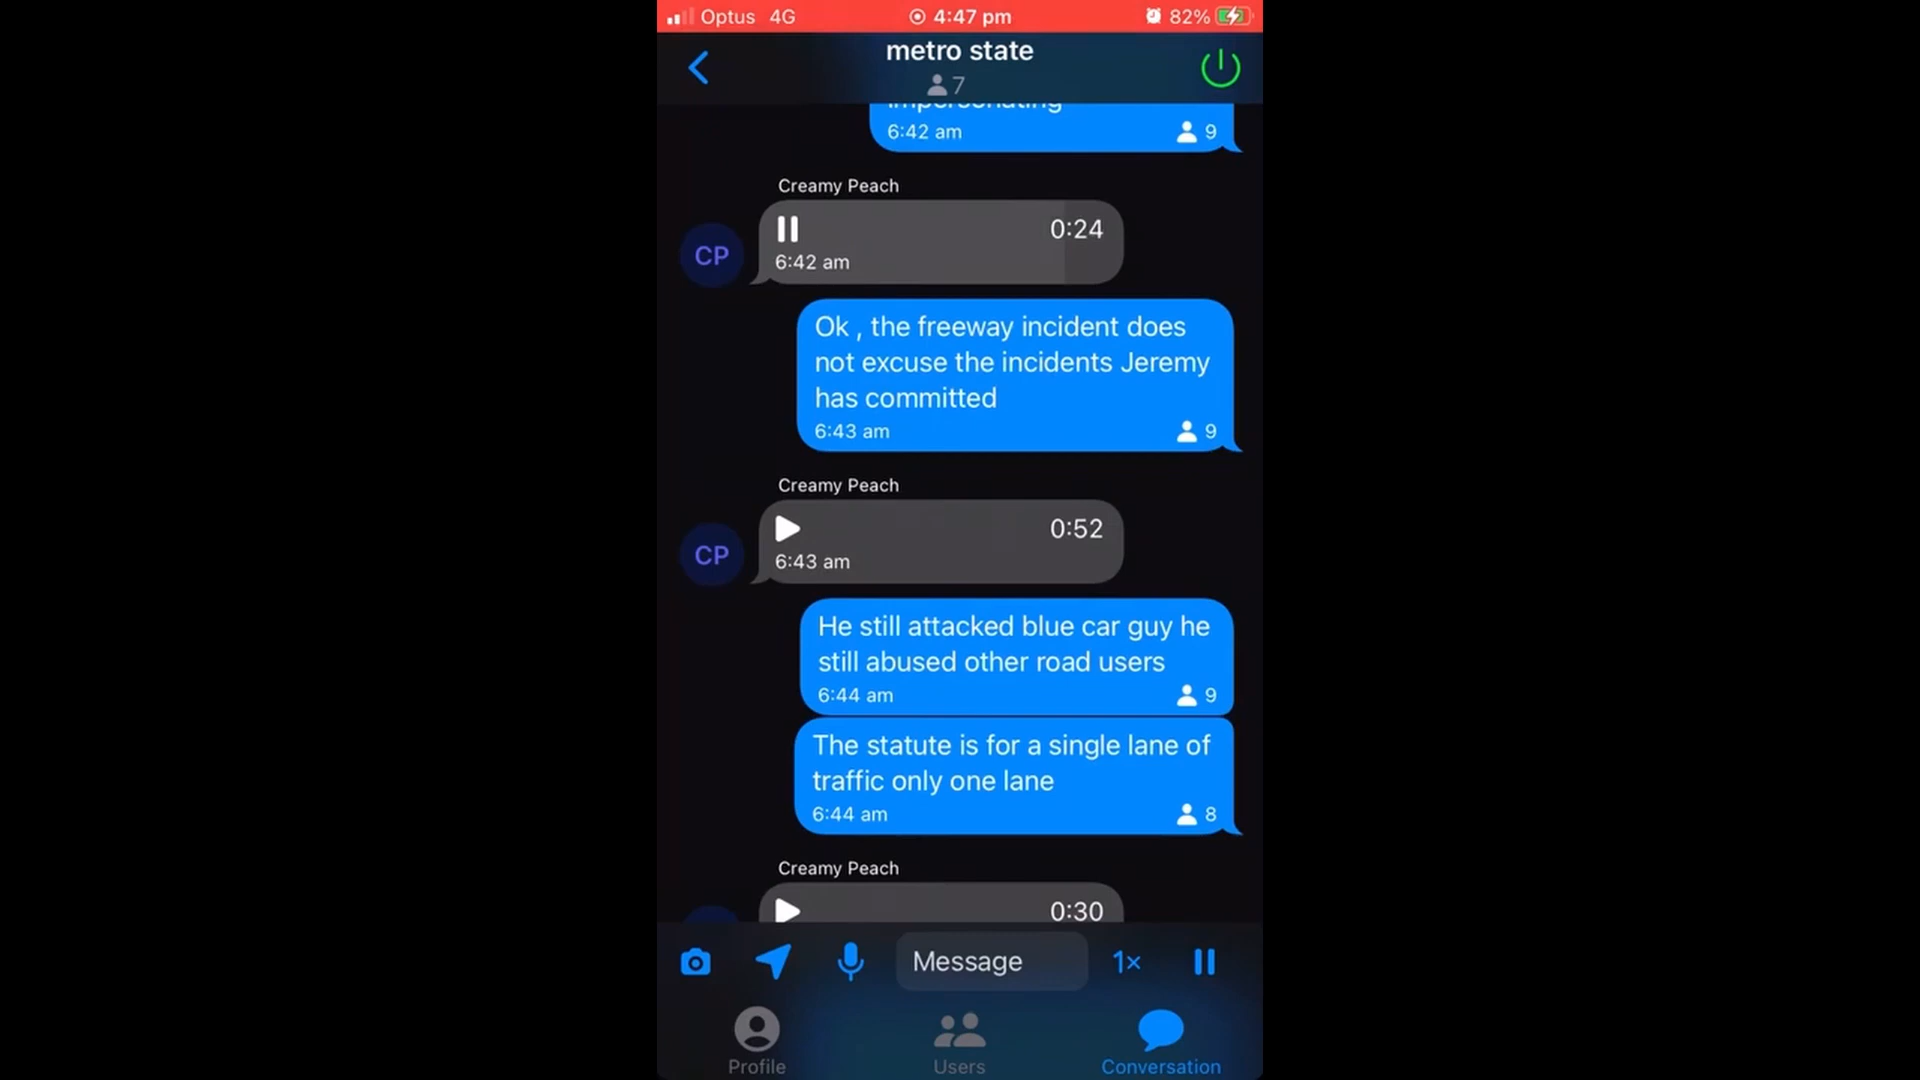 Optus 4G 4:47 pm 82%
metro state
7
impersonating
6:42 am 9
Creamy Peach
CP
0:24
6:42 am
Ok , the freeway incident does
not excuse the incidents Jeremy
has committed
6:43 am 9
Creamy Peach
CP
0:52
6:43 am
He still attacked blue car guy he
still abused other road users
6:44 am 9
The statute is for a single lane of
traffic only one lane
6:44 am 8
Creamy Peach
0:30
Message 1×
Profile Users Conversation